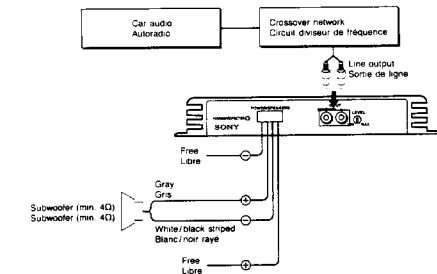 Car audio
Autoradio
Crossover network
Circuit diviseur de fréquence
Line output
Sortie de ligne
SONY
LEVEL
Free
Libre
Gray
Gris
Subwoofer (min. 4Ω)
Subwoofer (min. 4Ω)
White/black striped
Blanc/noir rayé
Free
Libre